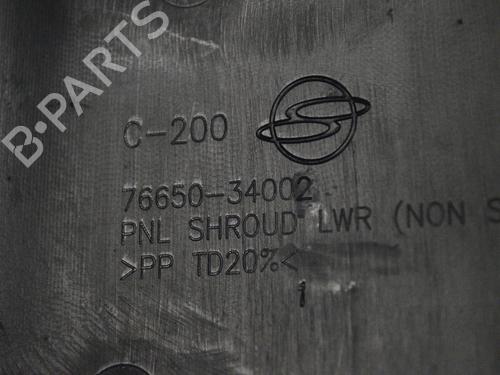 B-PARTS
C-200
76650-34002
PNL SHROUD LWR (NON S
>PP TD20%<
1